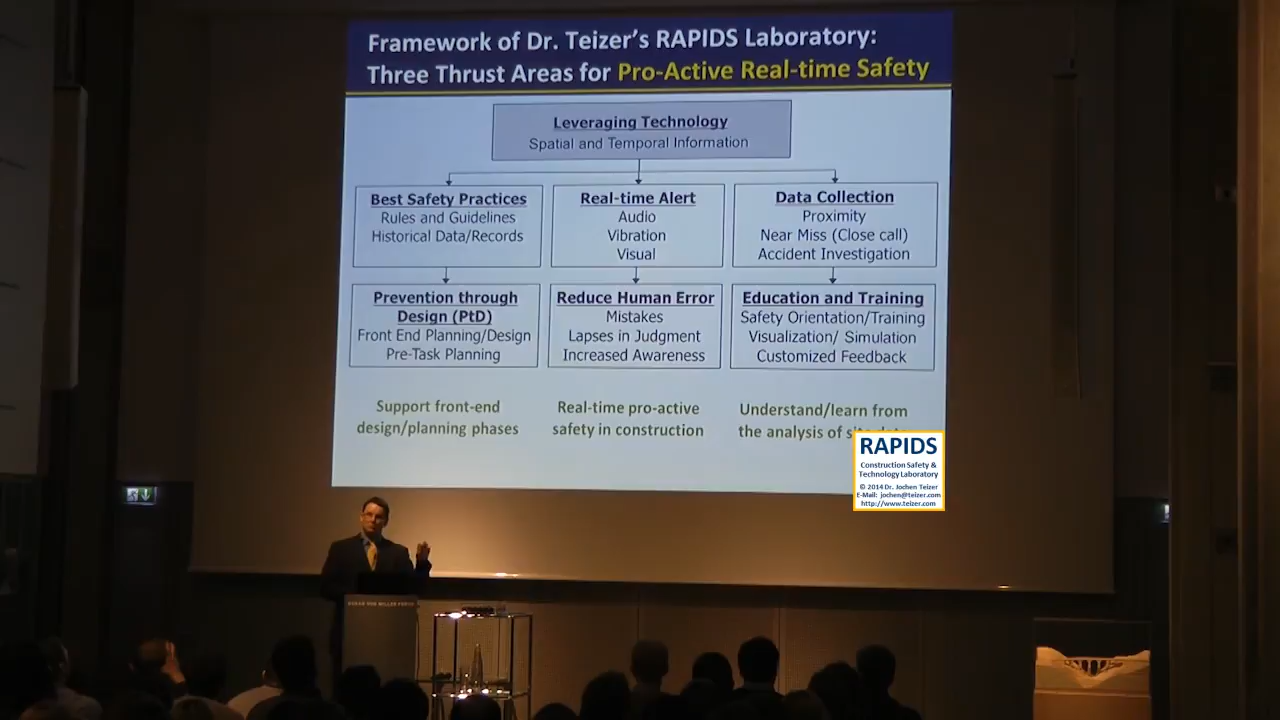 Framework of Dr. Teizer's RAPIDS Laboratory:
Three Thrust Areas for Pro-Active Real-time Safety
Leveraging Technology
Spatial and Temporal Information
Best Safety Practices
Rules and Guidelines
Historical Data/Records
Real-time Alert
Audio
Vibration
Visual
Data Collection
Proximity
Near Miss (Close call)
Accident Investigation
Prevention through
Design (PtD)
Front End Planning/Design
Pre-Task Planning
Reduce Human Error
Mistakes
Lapses in Judgment
Increased Awareness
Education and Training
Safety Orientation/Training
Visualization/ Simulation
Customized Feedback
Support front-end
design/planning phases
Real-time pro-active
safety in construction
Understand/learn from
the analysis of
RAPIDS
Construction Safety &
Technology Laboratory
© 2014 Dr. Jochen Teizer
E-Mail: jochen@teizer.com
http://www.teizer.com